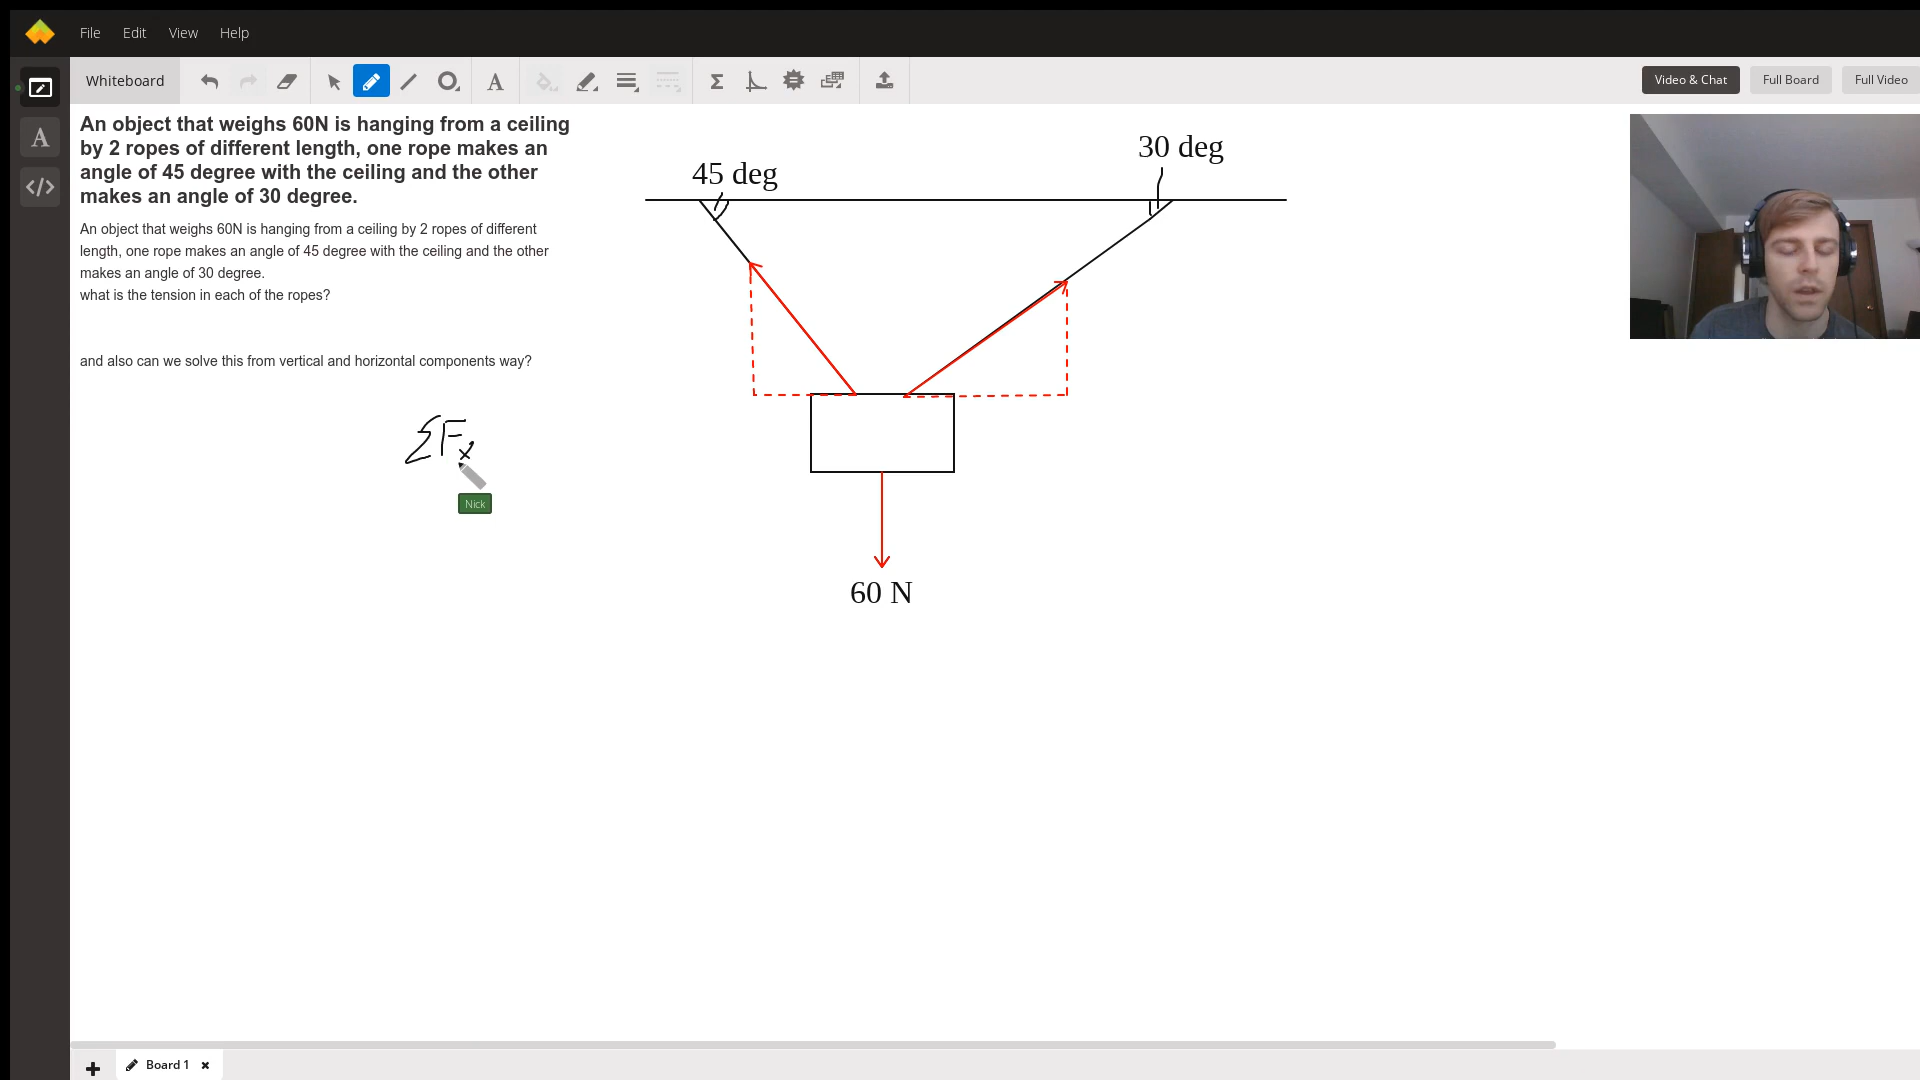 File Edit View Help
Whiteboard
Video & Chat
Full Board
Full Video
An object that weighs 60N is hanging from a ceiling
by 2 ropes of different length, one rope makes an
angle of 45 degree with the ceiling and the other
makes an angle of 30 degree.
An object that weighs 60N is hanging from a ceiling by 2 ropes of different
length, one rope makes an angle of 45 degree with the ceiling and the other
makes an angle of 30 degree.
what is the tension in each of the ropes?
and also can we solve this from vertical and horizontal components way?
ΣFx
Nick
45 deg
30 deg
60 N
Board 1